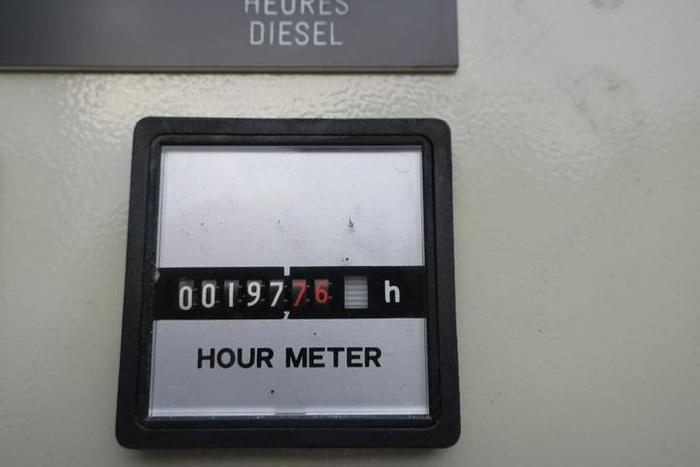 HEURES
DIESEL
0019776 h
HOUR METER